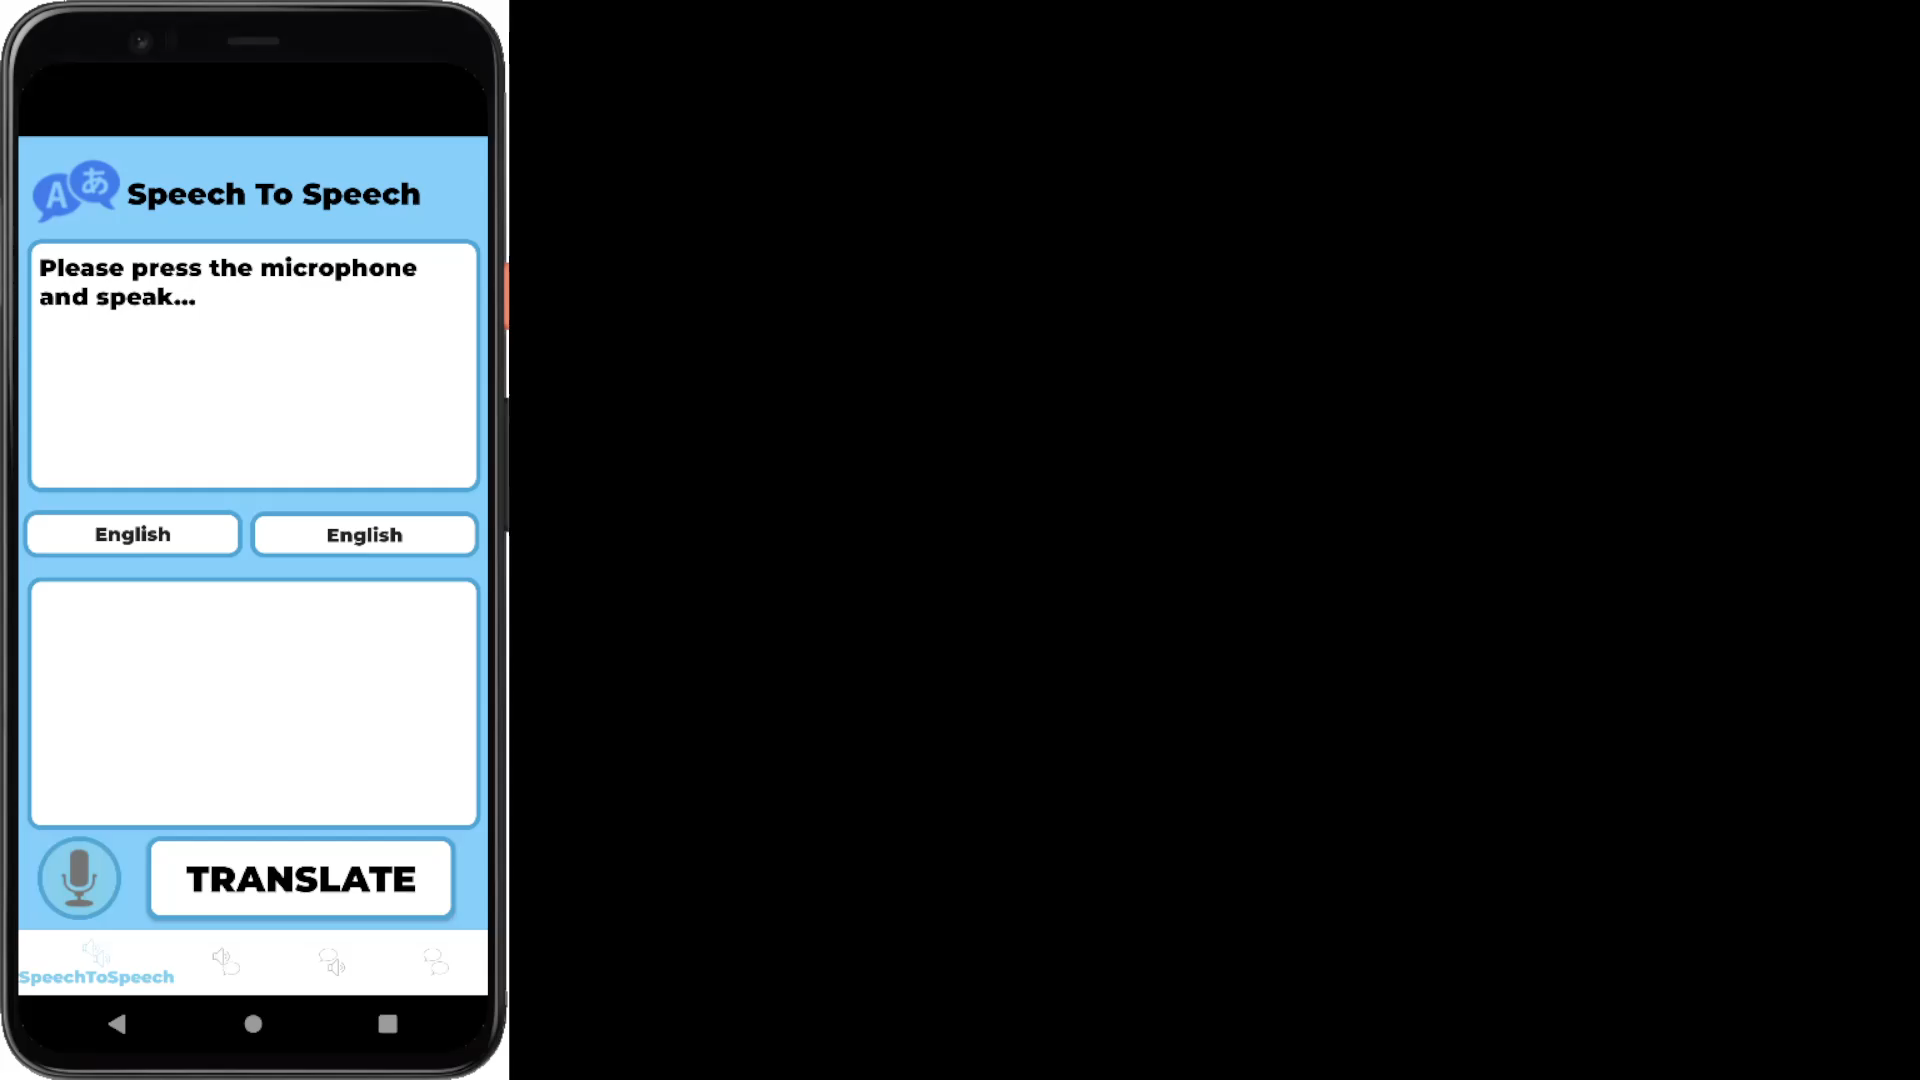 A あ
Speech To Speech
Please press the microphone
and speak...
English
English
TRANSLATE
SpeechToSpeech